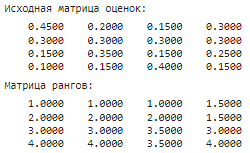 Исходная матрица оценок:
0.4500 0.2000 0.1500 0.3000
0.3000 0.3000 0.3000 0.3000
0.1500 0.3500 0.1500 0.2500
0.1000 0.1500 0.4000 0.1500
Матрица рангов:
1.0000 1.0000 1.0000 1.5000
2.0000 2.0000 2.0000 1.5000
3.0000 3.0000 3.5000 3.0000
4.0000 4.0000 3.5000 4.0000